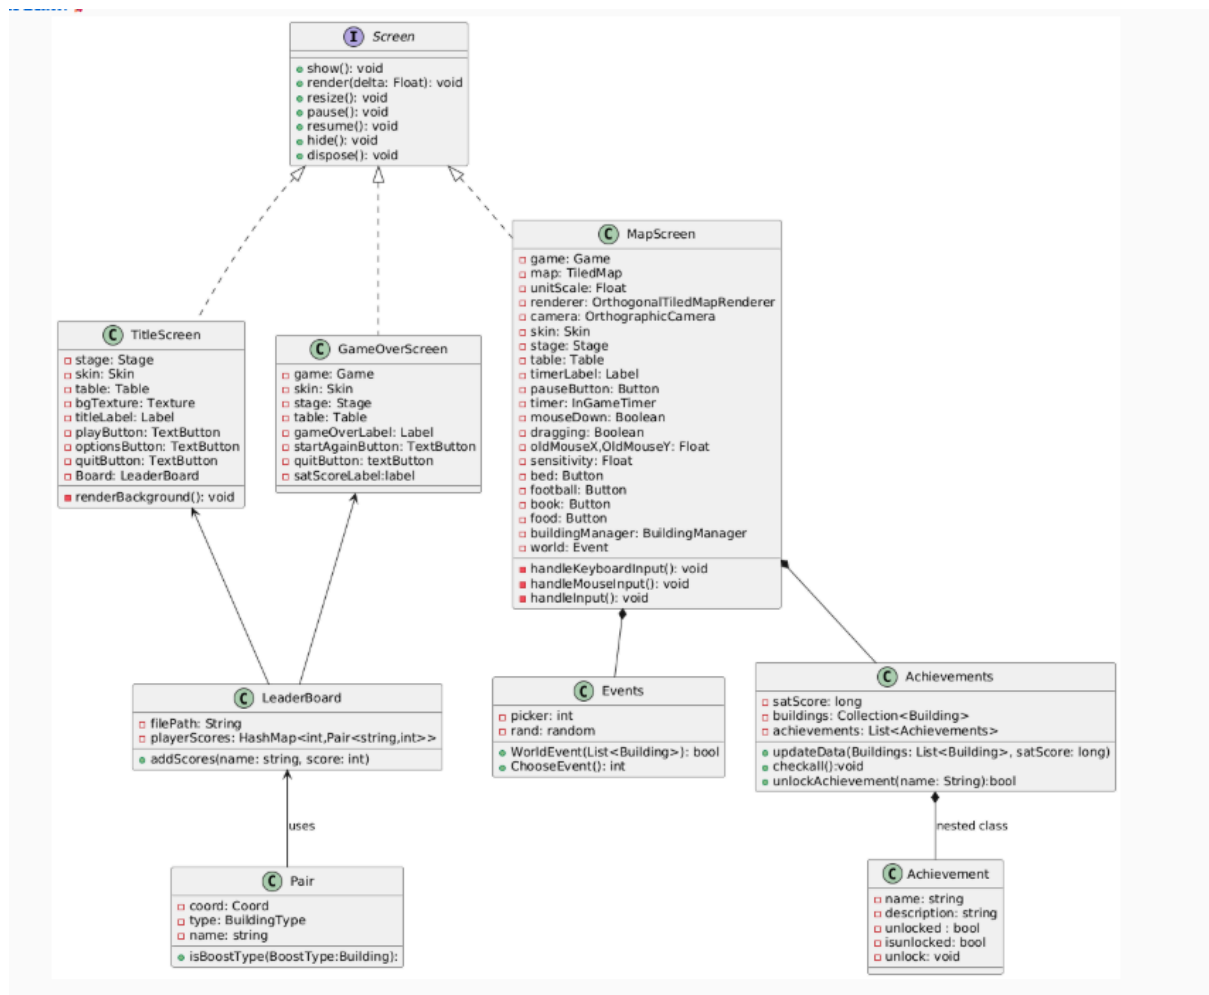 I Screen
show(): void
render(delta: Float): void
resize(): void
pause(): void
resume(): void
hide(): void
dispose(): void
C MapScreen
game: Game
map: TiledMap
unitScale: Float
renderer: OrthogonalTiledMapRenderer
camera: OrthographicCamera
skin: Skin
stage: Stage
table: Table
timerLabel: Label
pauseButton: Button
timer: InGameTimer
mouseDown: Boolean
dragging: Boolean
oldMouseX,OldMouseY: Float
sensitivity: Float
bed: Button
football: Button
book: Button
food: Button
buildingManager: BuildingManager
world: Event
handleKeyboardInput(): void
handleMouseInput(): void
handleInput(): void
C TitleScreen
stage: Stage
skin: Skin
table: Table
bgTexture: Texture
titleLabel: Label
playButton: TextButton
optionsButton: TextButton
quitButton: TextButton
Board: LeaderBoard
renderBackground(): void
C GameOverScreen
game: Game
skin: Skin
stage: Stage
table: Table
gameOverLabel: Label
startAgainButton: TextButton
quitButton: textButton
satScoreLabel:label
C LeaderBoard
filePath: String
playerScores: HashMap<int,Pair<string,int>>
addScores(name: string, score: int)
C Events
picker: int
rand: random
WorldEvent(List<Building>): bool
ChooseEvent(): int
C Achievements
satScore: long
buildings: Collection<Building>
achievements: List<Achievements>
updateData(Buildings: List<Building>, satScore: long)
checkall():void
unlockAchievement(name: String):bool
uses
nested class
C Pair
coord: Coord
type: BuildingType
name: string
isBoostType(BoostType:Building):
C Achievement
name: string
description: string
unlocked : bool
isunlocked: bool
unlock: void